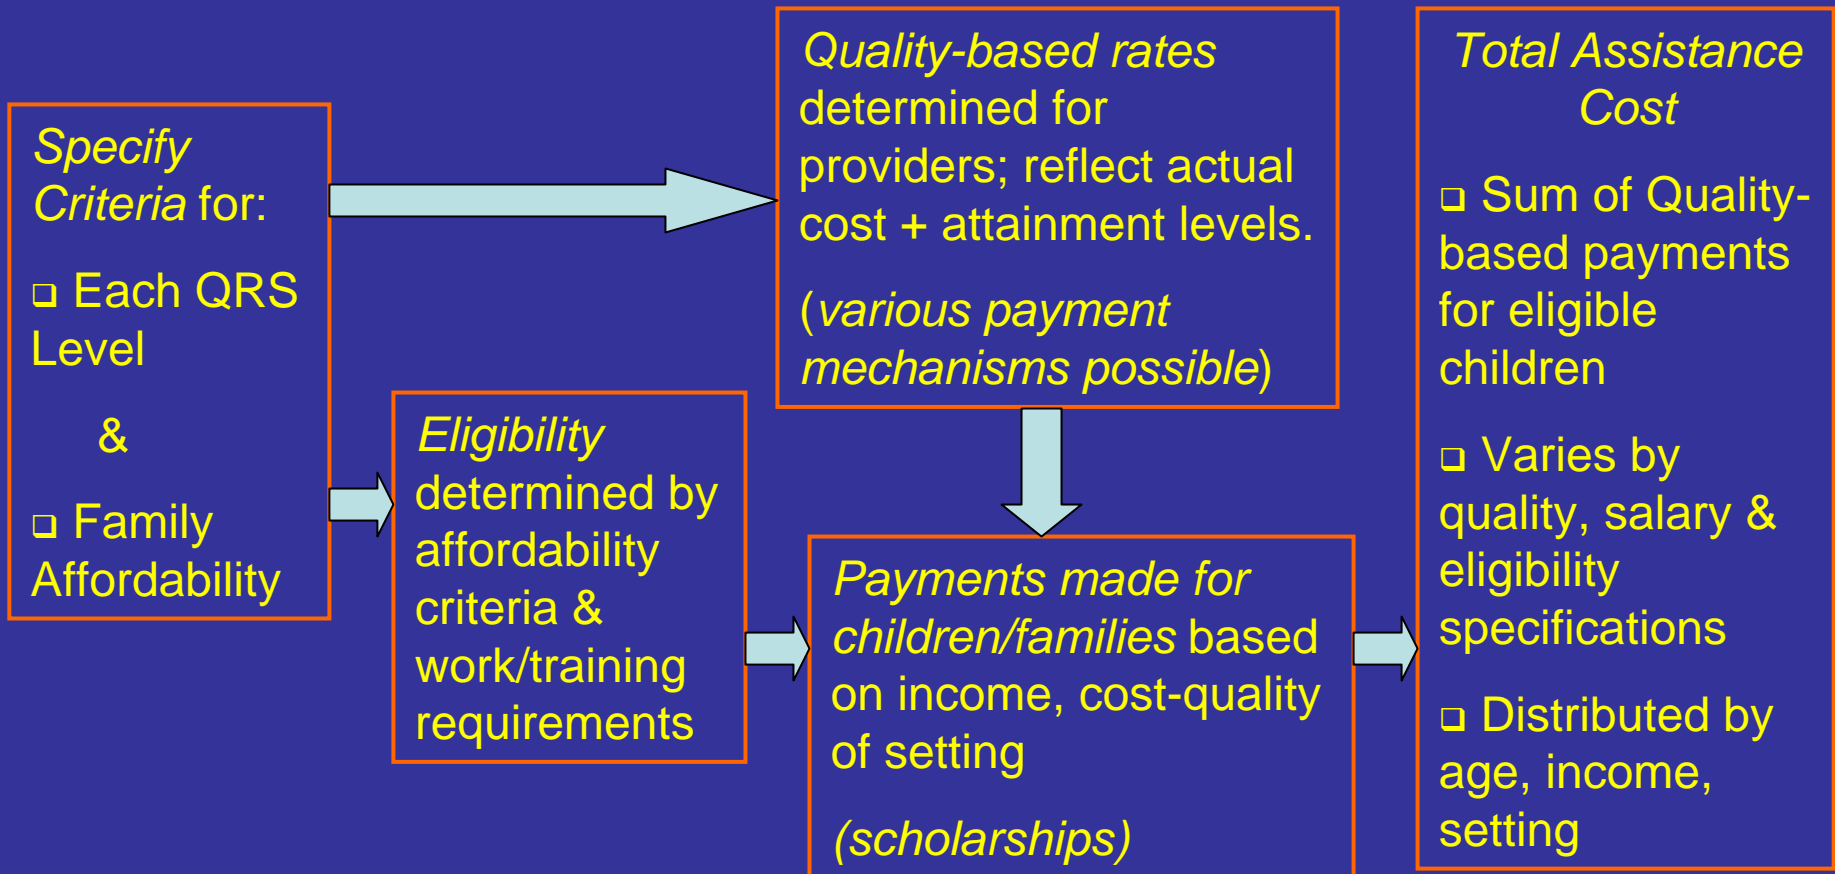 Specify
Criteria for:
❑ Each QRS
Level
&
❑ Family
Affordability
Eligibility
determined by
affordability
criteria &
work/training
requirements
Quality-based rates
determined for
providers; reflect actual
cost + attainment levels.
(various payment
mechanisms possible)
Payments made for
children/families based
on income, cost-quality
of setting
(scholarships)
Total Assistance
Cost
❑ Sum of Quality-
based payments
for eligible
children
❑ Varies by
quality, salary &
eligibility
specifications
❑ Distributed by
age, income,
setting